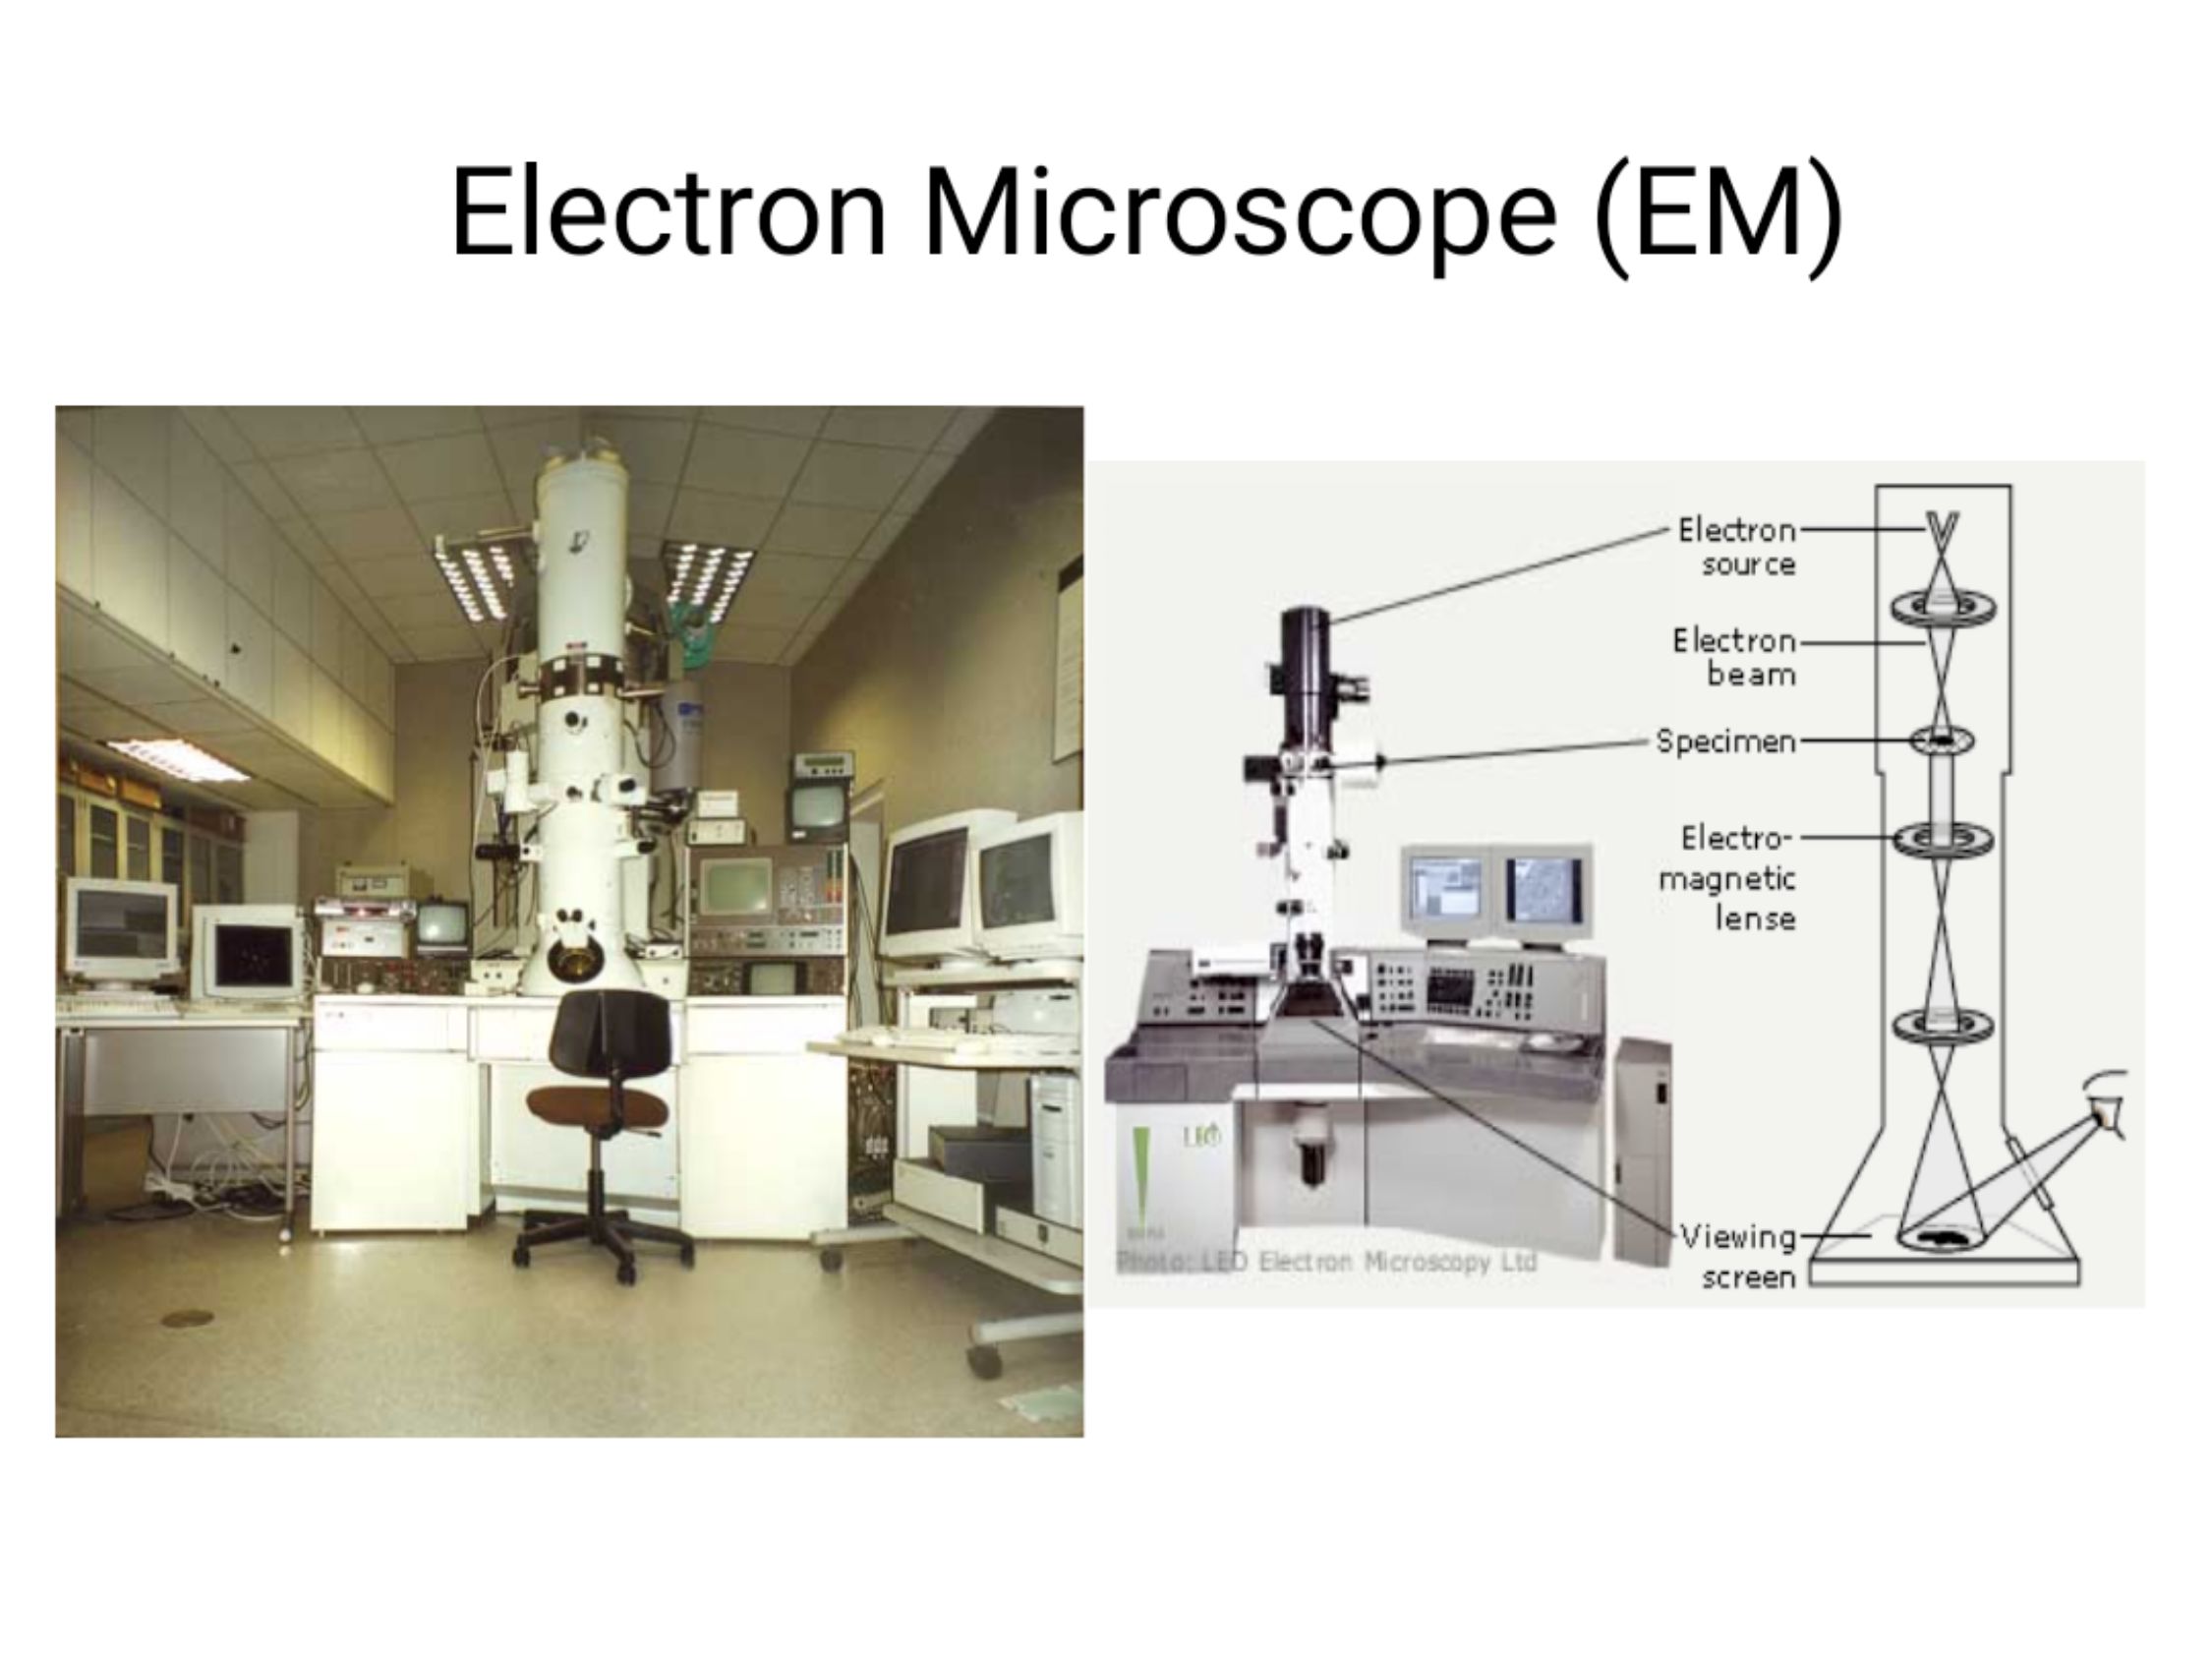 Electron Microscope (EM)
Electron
source
Electron
beam
Specimen
Electro-
magnetic
lense
LEO
Viewing
screen
Photo: LEO Electron Microscopy Ltd